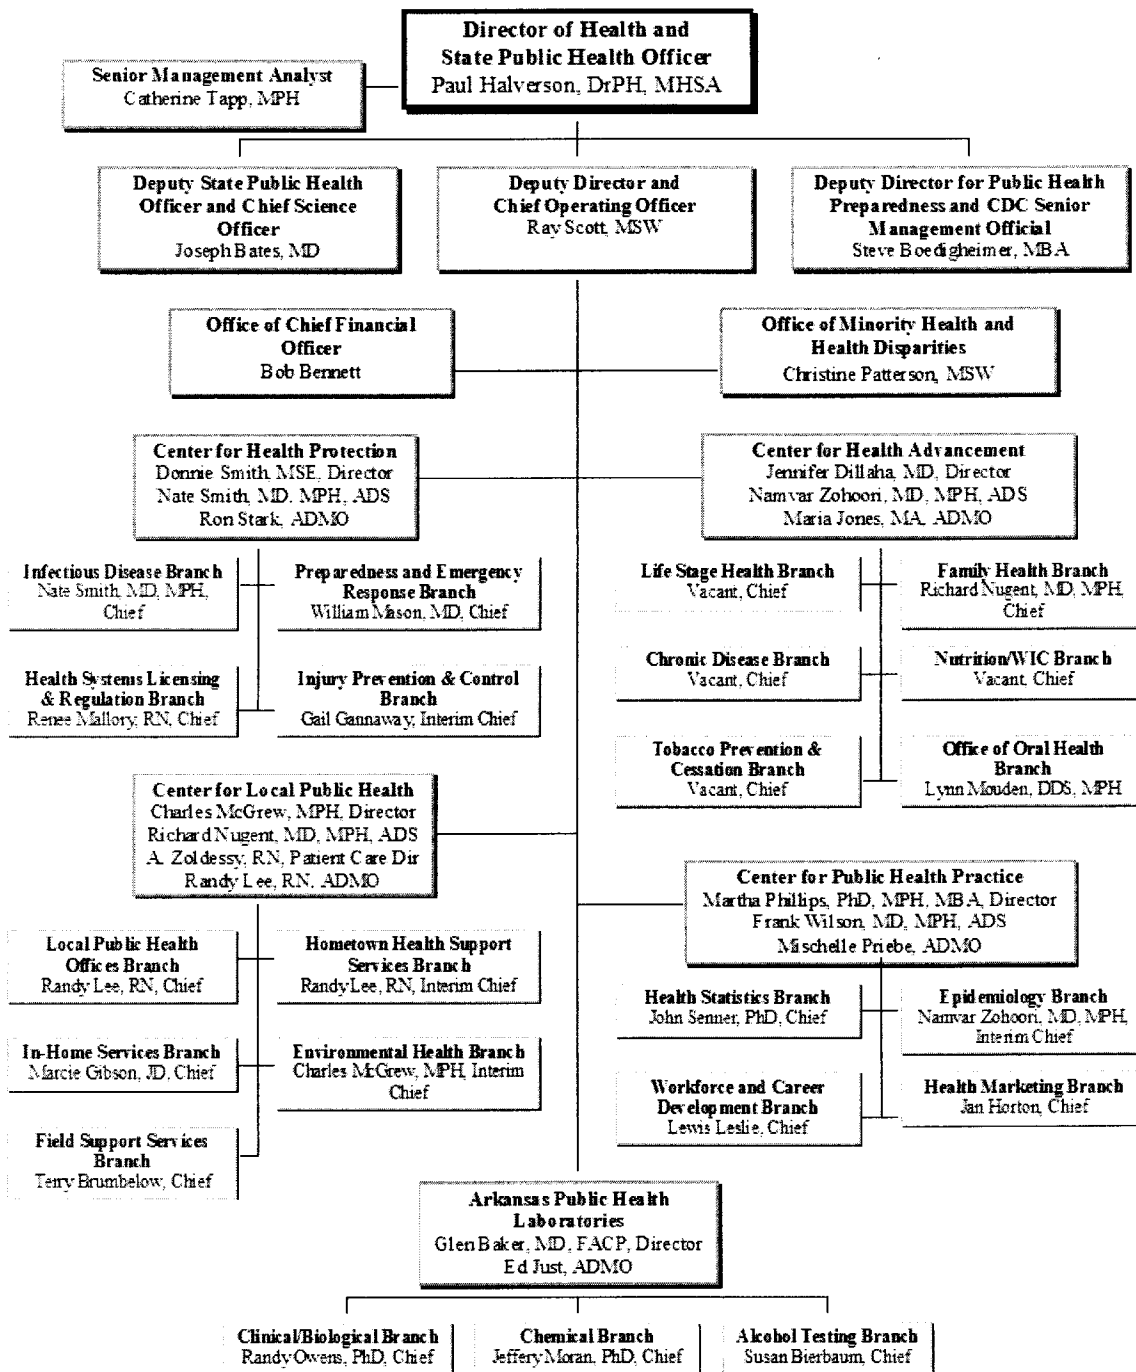 Director of Health and
State Public Health Officer
Paul Halverson, DrPH, MHSA
Senior Management Analyst
Catherine Tapp, MPH
Deputy State Public Health
Officer and Chief Science
Officer
Joseph Bates, MD
Deputy Director and
Chief Operating Officer
Ray Scott, MSW
Deputy Director for Public Health
Preparedness and CDC Senior
Management Official
Steve Boedigheimer, MBA
Office of Chief Financial
Officer
Bob Bennett
Office of Minority Health and
Health Disparities
Christine Patterson, MSW
Center for Health Protection
Donnie Smith, MSE, Director
Nate Smith, MD. MPH, ADS
Ron Stark, ADMO
Center for Health Advancement
Jennifer Dillaha, MD, Director
Namvar Zohoori, MD, MPH, ADS
Maria Jones, MA, ADMO
Infectious Disease Branch
Nate Smith, MD, MPH,
Chief
Preparedness and Emergency
Response Branch
William Mason, MD, Chief
Life Stage Health Branch
Vacant, Chief
Family Health Branch
Richard Nugent, MD, MPH,
Chief
Health Systems Licensing
& Regulation Branch
Renee Mallory, RN, Chief
Injury Prevention & Control
Branch
Gail Gannaway, Interim Chief
Chronic Disease Branch
Vacant, Chief
Nutrition/WIC Branch
Vacant, Chief
Tobacco Prevention &
Cessation Branch
Vacant, Chief
Office of Oral Health
Branch
Lynn Mouden, DDS, MPH
Center for Local Public Health
Charles McGrew, MPH, Director
Richard Nugent, MD, MPH, ADS
A. Zoldessy, RN, Patient Care Dir
Randy Lee, RN. ADMO
Center for Public Health Practice
Martha Phillips, PhD, MPH, MBA, Director
Frank Wilson, MD, MPH, ADS
Mischelle Priebe, ADMO
Local Public Health
Offices Branch
Randy Lee, RN, Chief
Hometown Health Support
Services Branch
Randy Lee, RN, Interim Chief
Health Statistics Branch
John Senner, PhD, Chief
Epidemiology Branch
Namvar Zohoori, MD, MPH,
Interim Chief
In-Home Services Branch
Marcie Gibson, JD, Chief
Environmental Health Branch
Charles McGrew, MPH, Interim
Chief
Workforce and Career
Development Branch
Lewis Leslie, Chief
Health Marketing Branch
Jan Horton, Chief
Field Support Services
Branch
Terry Brumbelow, Chief
Arkansas Public Health
Laboratories
Glen Baker, MD, FACP, Director
Ed Just, ADMO
Clinical/Biological Branch
Randy Owens, PhD, Chief
Chemical Branch
Jeffery Moran, PhD, Chief
Alcohol Testing Branch
Susan Bierbaum, Chief